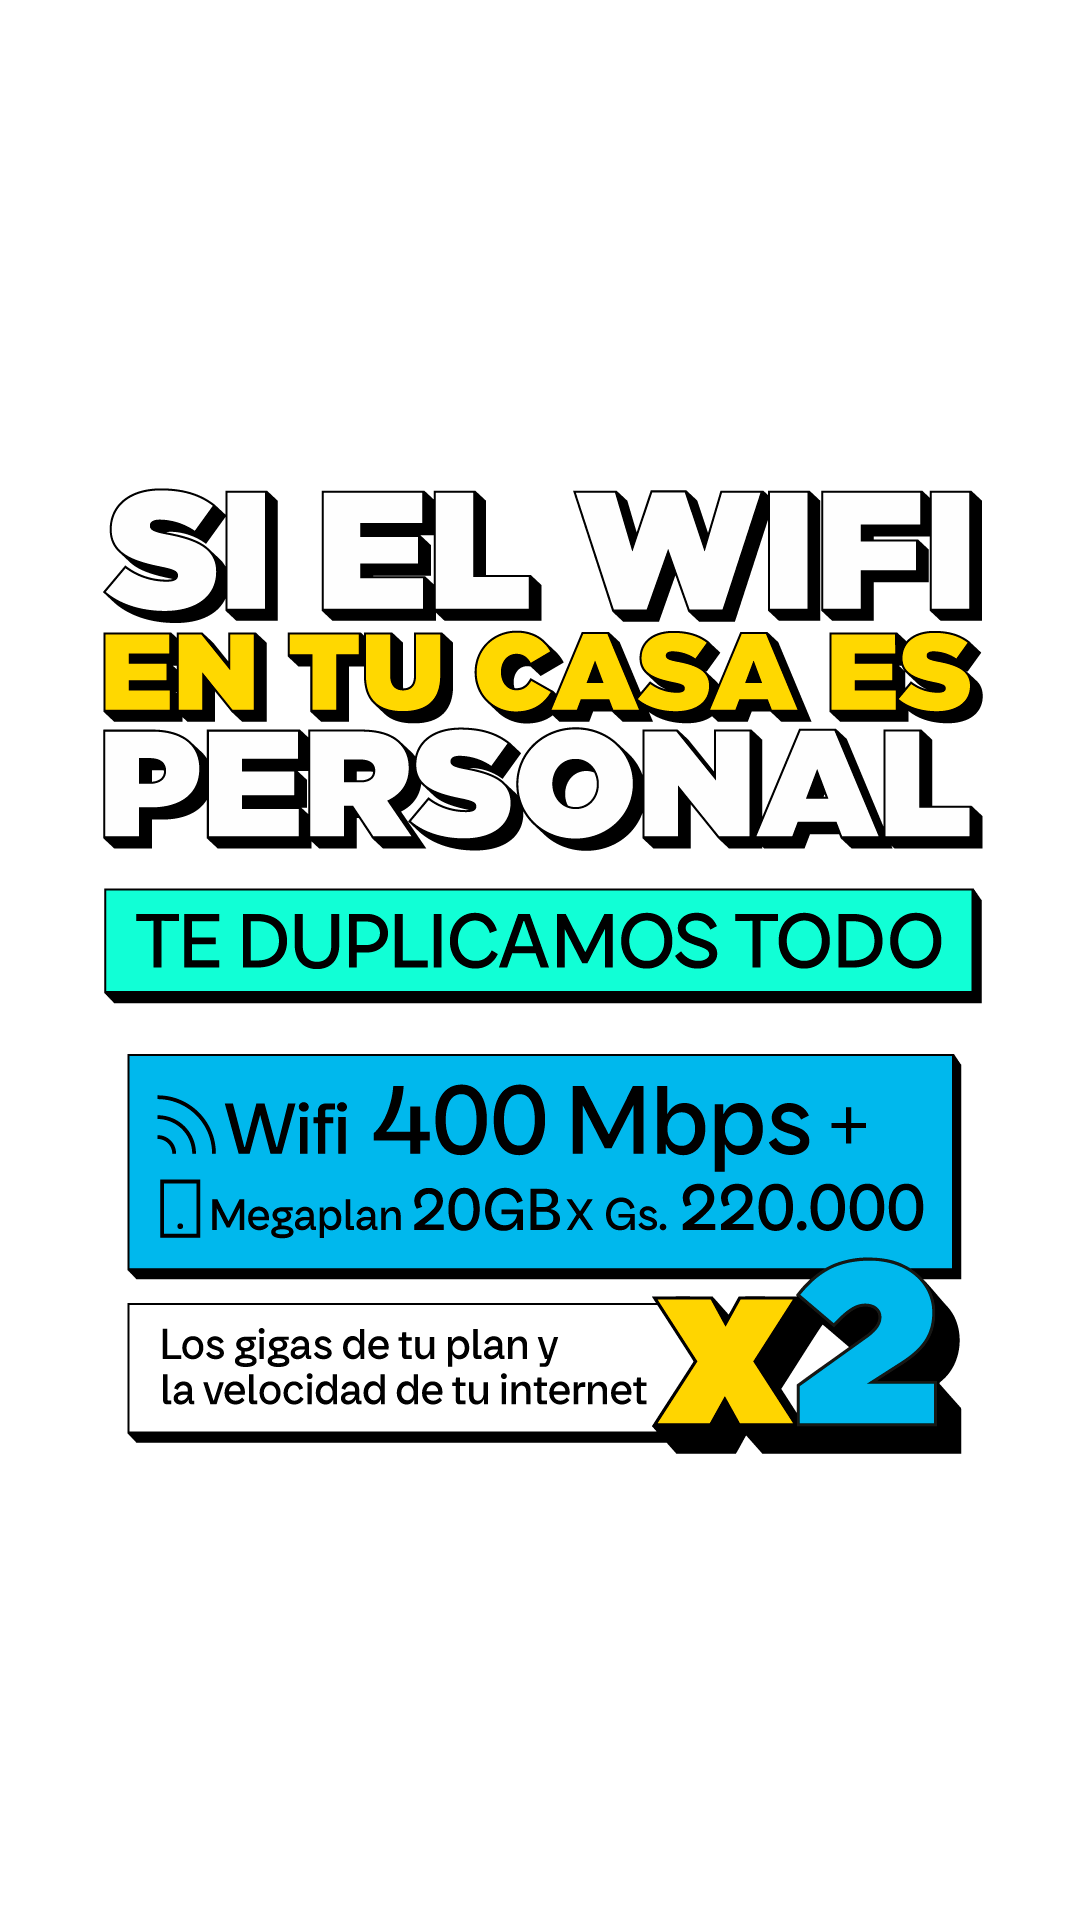 SI EL WIFI
EN TU CASA ES
PERSONAL
TE DUPLICAMOS TODO
Wifi 400 Mbps +
Megaplan 20GB X Gs. 220.000
Los gigas de tu plan y
la velocidad de tu internet
x2